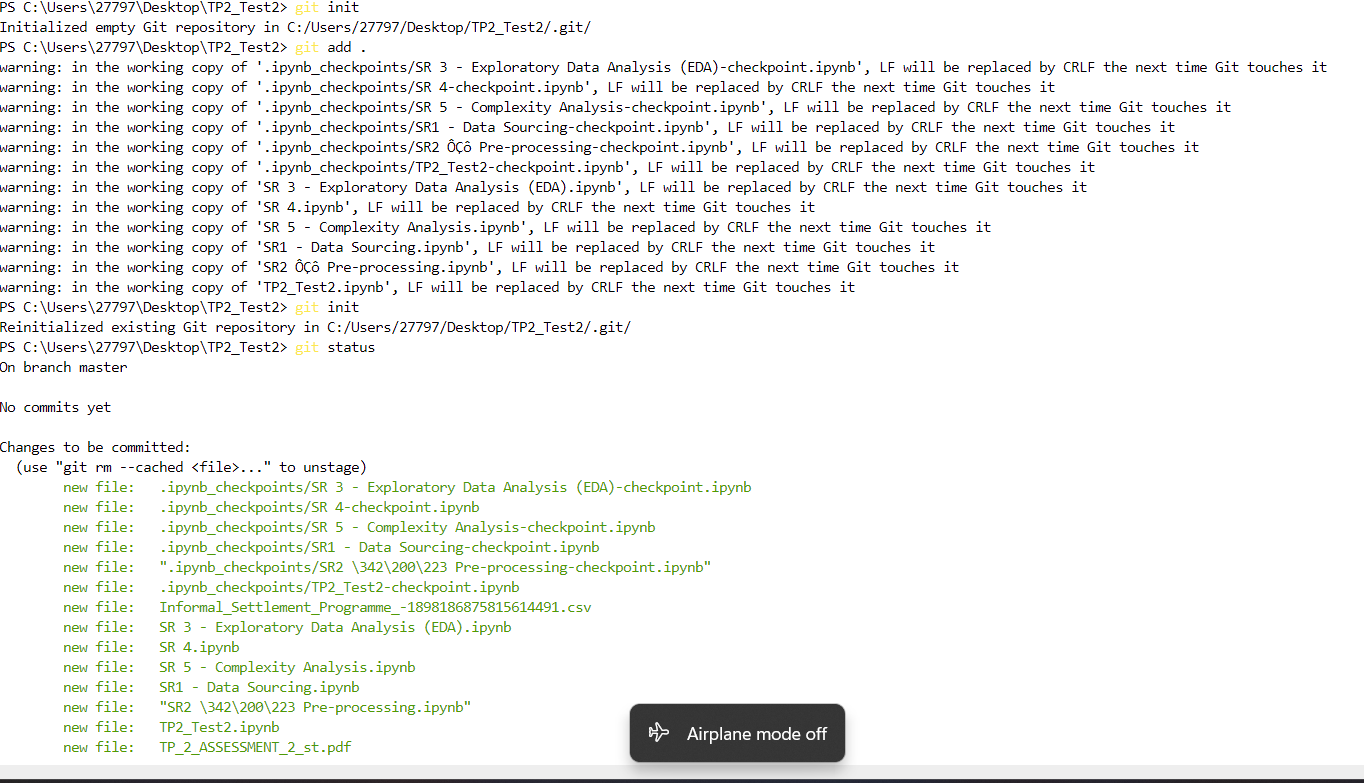 PS C:\Users\27797\Desktop\TP2_Test2> git init
Initialized empty Git repository in C:/Users/27797/Desktop/TP2_Test2/.git/
PS C:\Users\27797\Desktop\TP2_Test2> git add .
warning: in the working copy of '.ipynb_checkpoints/SR 3 - Exploratory Data Analysis (EDA)-checkpoint.ipynb', LF will be replaced by CRLF the next time Git touches it
warning: in the working copy of '.ipynb_checkpoints/SR 4-checkpoint.ipynb', LF will be replaced by CRLF the next time Git touches it
warning: in the working copy of '.ipynb_checkpoints/SR 5 - Complexity Analysis-checkpoint.ipynb', LF will be replaced by CRLF the next time Git touches it
warning: in the working copy of '.ipynb_checkpoints/SR1 - Data Sourcing-checkpoint.ipynb', LF will be replaced by CRLF the next time Git touches it
warning: in the working copy of '.ipynb_checkpoints/SR2 ÔÇô Pre-processing-checkpoint.ipynb', LF will be replaced by CRLF the next time Git touches it
warning: in the working copy of '.ipynb_checkpoints/TP2_Test2-checkpoint.ipynb', LF will be replaced by CRLF the next time Git touches it
warning: in the working copy of 'SR 3 - Exploratory Data Analysis (EDA).ipynb', LF will be replaced by CRLF the next time Git touches it
warning: in the working copy of 'SR 4.ipynb', LF will be replaced by CRLF the next time Git touches it
warning: in the working copy of 'SR 5 - Complexity Analysis.ipynb', LF will be replaced by CRLF the next time Git touches it
warning: in the working copy of 'SR1 - Data Sourcing.ipynb', LF will be replaced by CRLF the next time Git touches it
warning: in the working copy of 'SR2 ÔÇô Pre-processing.ipynb', LF will be replaced by CRLF the next time Git touches it
warning: in the working copy of 'TP2_Test2.ipynb', LF will be replaced by CRLF the next time Git touches it
PS C:\Users\27797\Desktop\TP2_Test2> git init
Reinitialized existing Git repository in C:/Users/27797/Desktop/TP2_Test2/.git/
PS C:\Users\27797\Desktop\TP2_Test2> git status
On branch master
No commits yet
Changes to be committed:
(use "git rm --cached <file>..." to unstage)
new file: .ipynb_checkpoints/SR 3 - Exploratory Data Analysis (EDA)-checkpoint.ipynb
new file: .ipynb_checkpoints/SR 4-checkpoint.ipynb
new file: .ipynb_checkpoints/SR 5 - Complexity Analysis-checkpoint.ipynb
new file: .ipynb_checkpoints/SR1 - Data Sourcing-checkpoint.ipynb
new file: ".ipynb_checkpoints/SR2 \342\200\223 Pre-processing-checkpoint.ipynb"
new file: .ipynb_checkpoints/TP2_Test2-checkpoint.ipynb
new file: Informal_Settlement_Programme_-1898186875815614491.csv
new file: SR 3 - Exploratory Data Analysis (EDA).ipynb
new file: SR 4.ipynb
new file: SR 5 - Complexity Analysis.ipynb
new file: SR1 - Data Sourcing.ipynb
new file: "SR2 \342\200\223 Pre-processing.ipynb"
new file: TP2_Test2.ipynb
new file: TP_2_ASSESSMENT_2_st.pdf
Airplane mode off